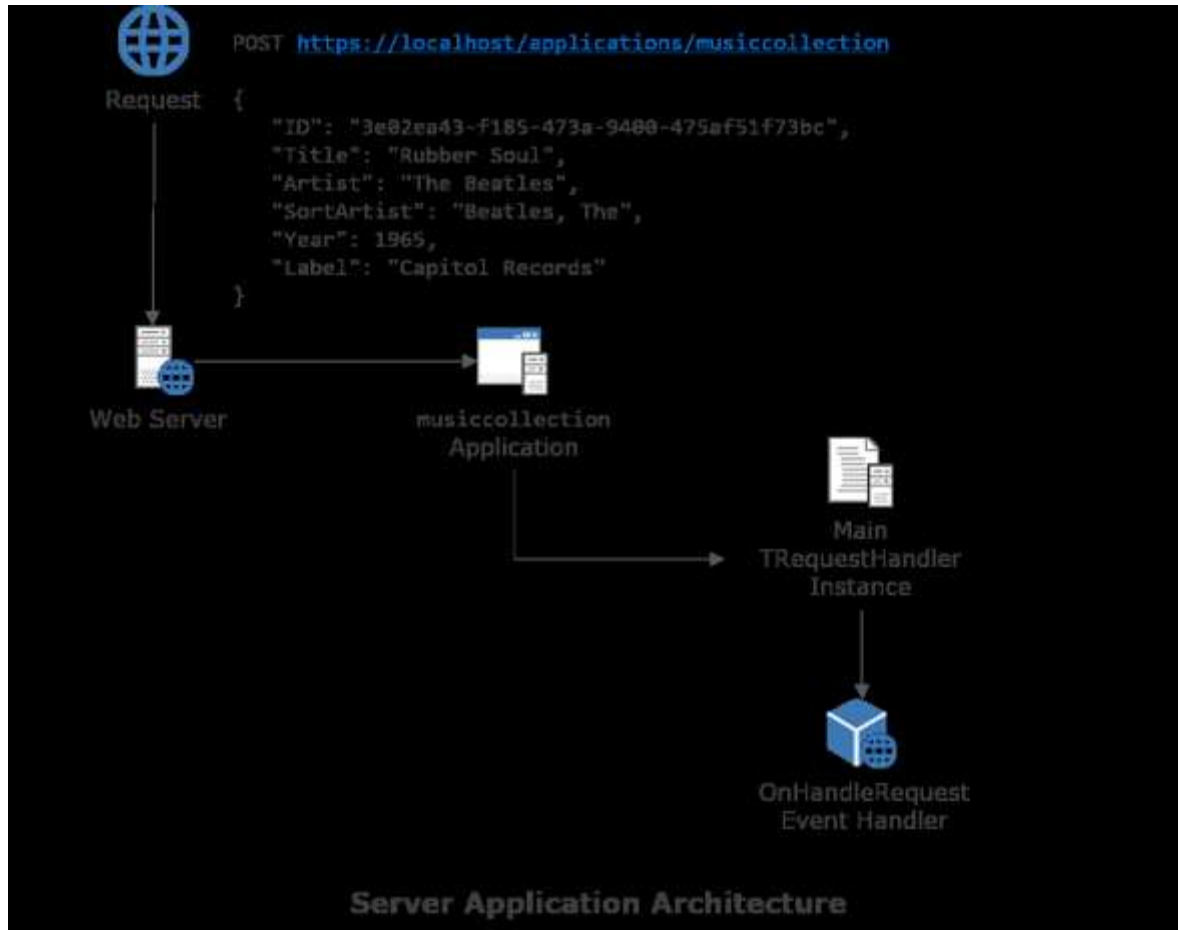 POST https://localhost/applications/musiccollection
Request
{
"ID": "3e02ea43-f185-473a-9400-475af51f73bc",
"Title": "Rubber Soul",
"Artist": "The Beatles",
"SortArtist": "Beatles, The",
"Year": 1965,
"Label": "Capitol Records"
}
Web Server
musiccollection
Application
Main
TRequestHandler
Instance
OnHandleRequest
Event Handler
Server Application Architecture